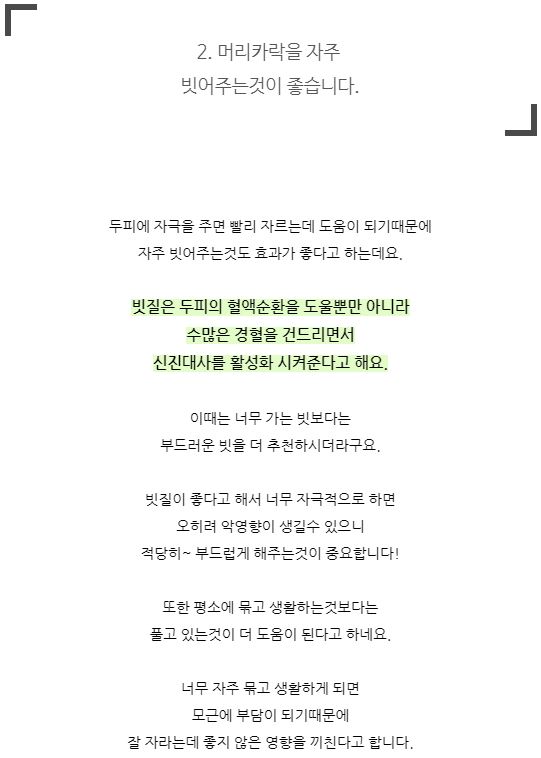 2. 머리카락을 자주
빗어주는것이 좋습니다.
두피에 자극을 주면 빨리 자르는데 도움이 되기때문에
자주 빗어주는것도 효과가 좋다고 하는데요.
빗질은 두피의 혈액순환을 도울뿐만 아니라
수많은 경혈을 건드리면서
신진대사를 활성화 시켜준다고 해요.
이때는 너무 가는 빗보다는
부드러운 빗을 더 추천하시더라구요.
빗질이 좋다고 해서 너무 자극적으로 하면
오히려 악영향이 생길수 있으니
적당히~ 부드럽게 해주는것이 중요합니다!
또한 평소에 묶고 생활하는것보다는
풀고 있는것이 더 도움이 된다고 하네요.
너무 자주 묶고 생활하게 되면
모근에 부담이 되기때문에
잘 자라는데 좋지 않은 영향을 끼친다고 합니다.